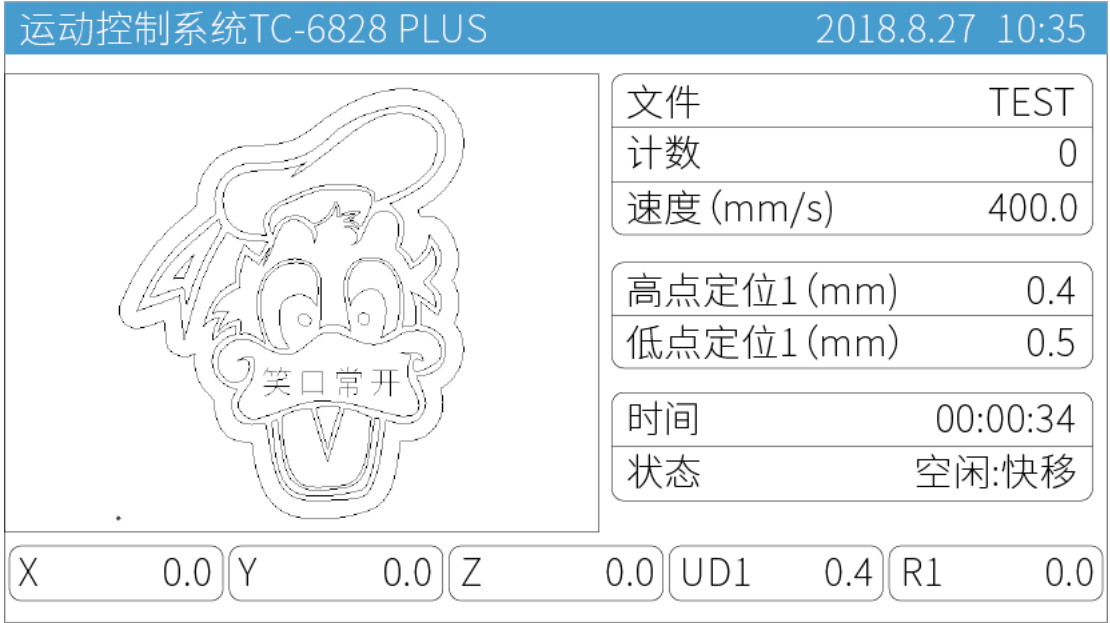 运动控制系统TC-6828 PLUS 2018.8.27 10:35
文件 TEST
计数 0
速度(mm/s) 400.0
高点定位1(mm) 0.4
低点定位1(mm) 0.5
时间 00:00:34
状态 空闲:快移
笑口常开
X 0.0 Y 0.0 Z 0.0 UD1 0.4 R1 0.0